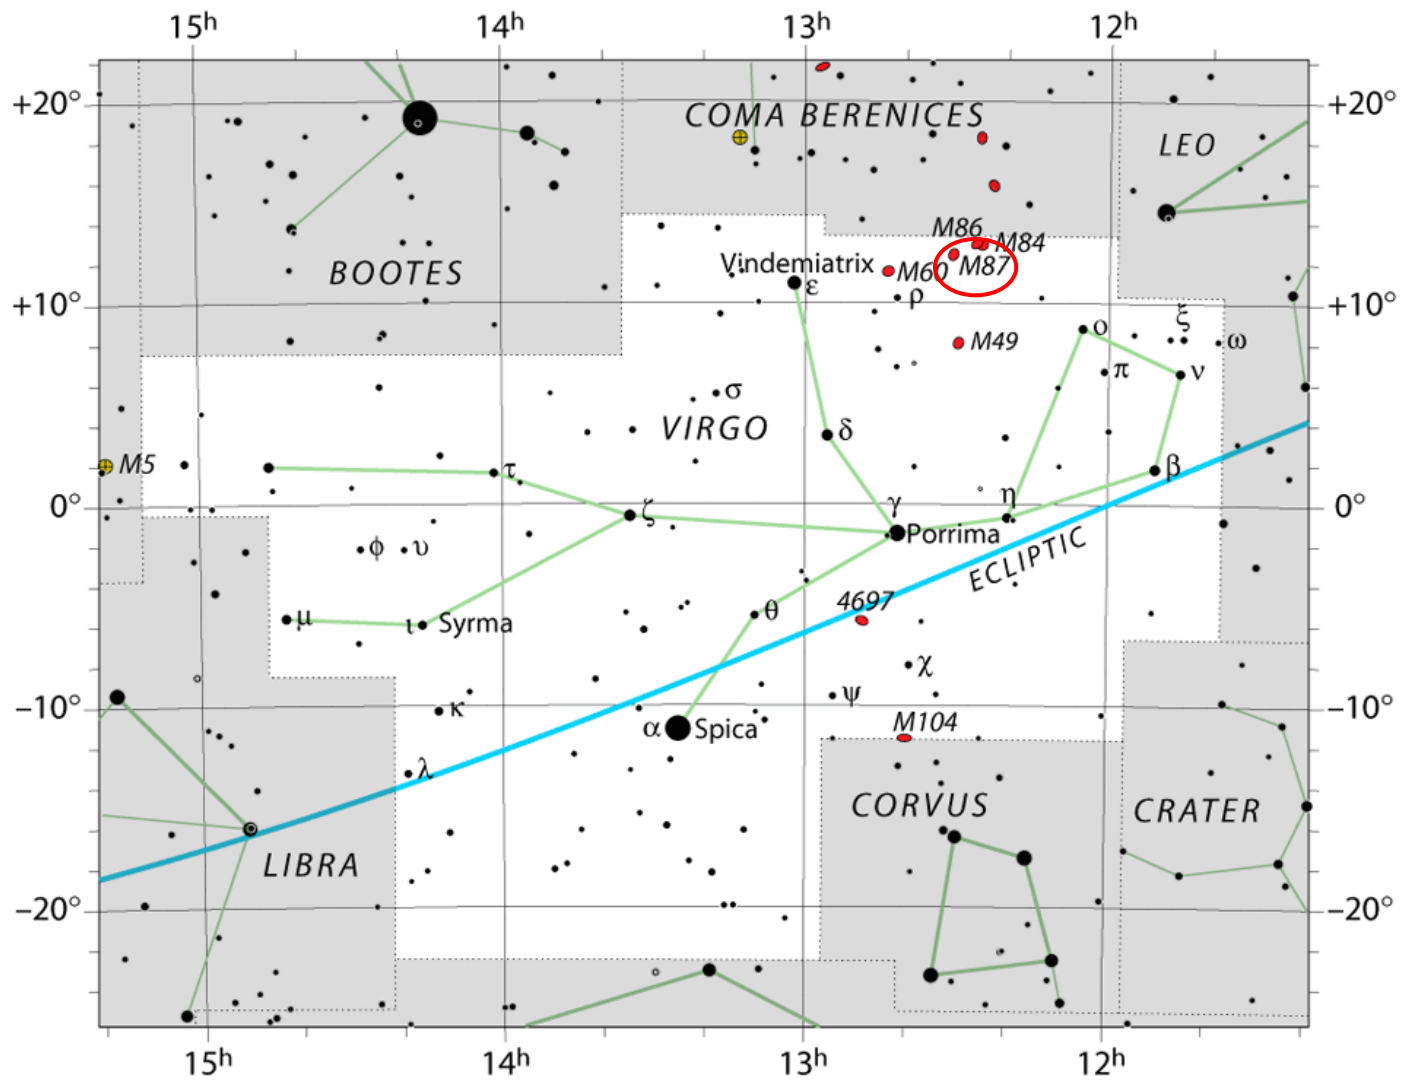 15h 14h 13h 12h
+20° COMA BERENICES +20°
LEO
M86
M84
Vindemiatrix M60 M87
BOOTES
ε ρ
+10° +10°
ξ
ο ω
M49
π ν
σ
VIRGO δ
M5 τ β
η
0° ζ γ 0°
Porrima
φ υ ECLIPTIC
4697
μ ι Syrma θ
χ
ψ
−10° κ −10°
α Spica M104
λ
CORVUS CRATER
LIBRA
−20° −20°
15h 14h 13h 12h